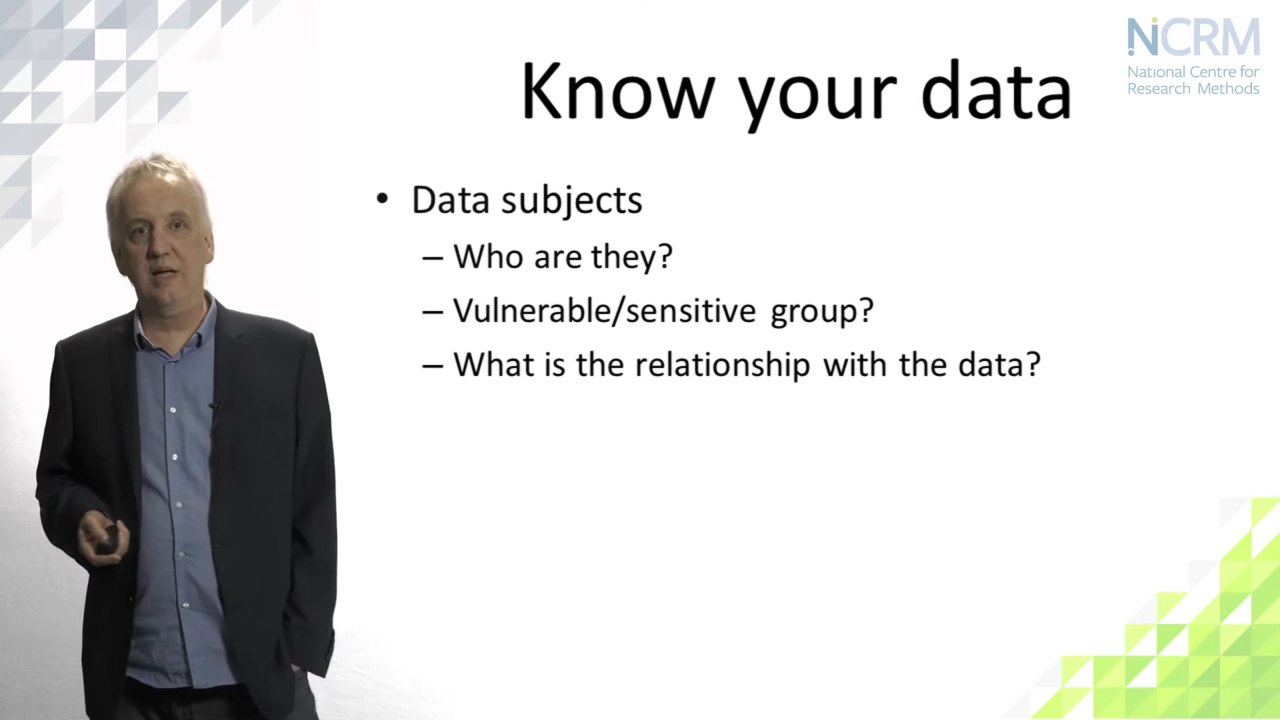 NCRM
National Centre for
Research Methods
Know your data
• Data subjects
– Who are they?
– Vulnerable/sensitive group?
– What is the relationship with the data?